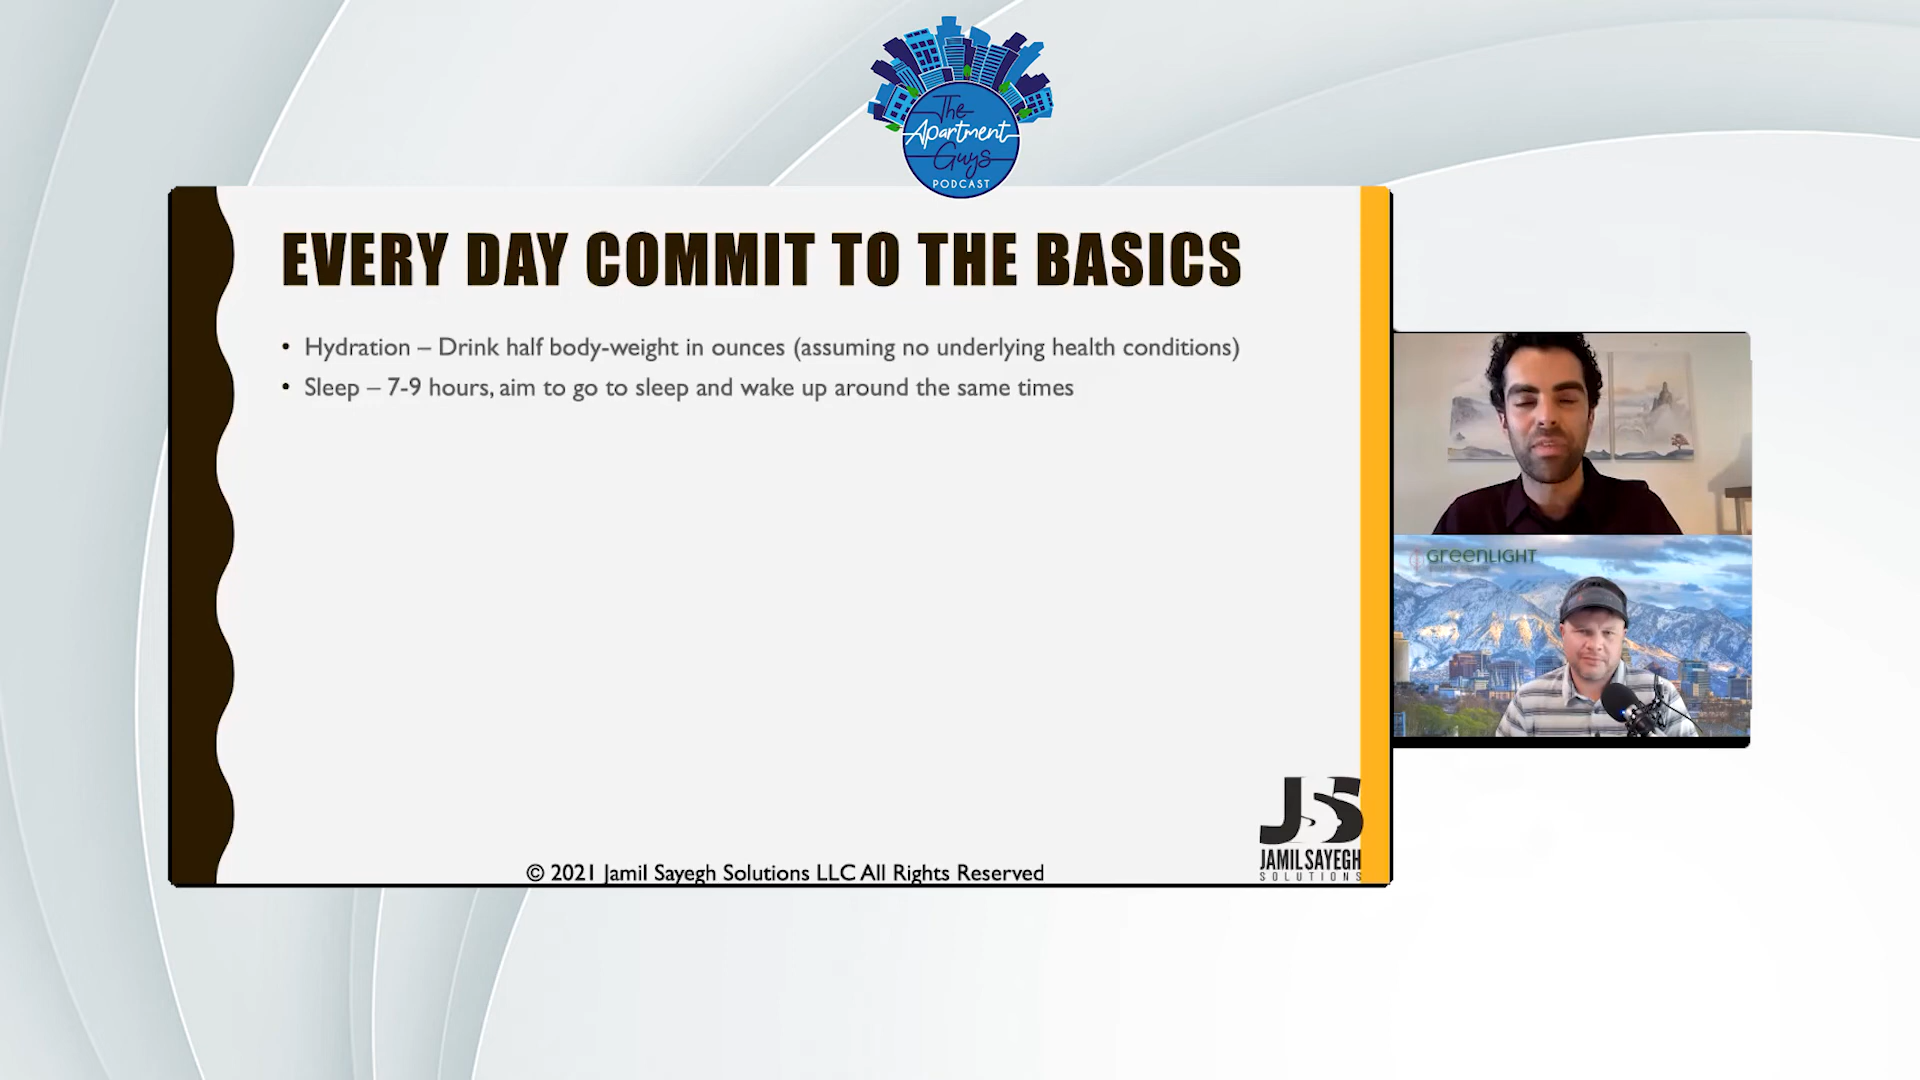 The
Apartment
Guys
PODCAST
EVERY DAY COMMIT TO THE BASICS
• Hydration – Drink half body-weight in ounces (assuming no underlying health conditions)
• Sleep – 7-9 hours, aim to go to sleep and wake up around the same times
GREENLIGHT
JSS
JAMIL SAYEGH
SOLUTIONS
© 2021 Jamil Sayegh Solutions LLC All Rights Reserved